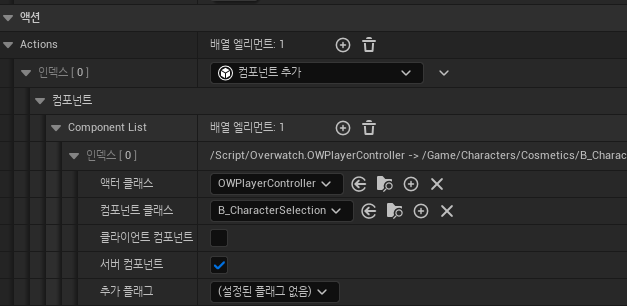 액션
Actions 배열 엘리먼트: 1
인덱스 [ 0 ] 컴포넌트 추가
컴포넌트
Component List 배열 엘리먼트: 1
인덱스 [ 0 ] /Script/Overwatch.OWPlayerController -> /Game/Characters/Cosmetics/B_Charac
액터 클래스 OWPlayerController
컴포넌트 클래스 B_CharacterSelection
클라이언트 컴포넌트
서버 컴포넌트
추가 플래그 (설정된 플래그 없음)